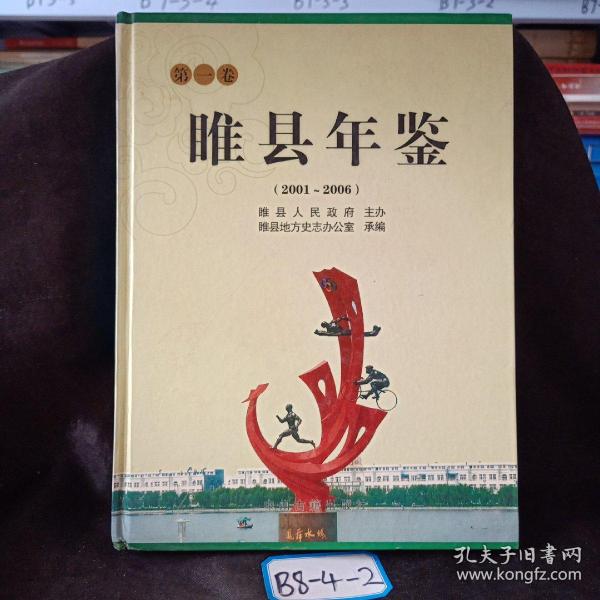 第一卷
睢县年鉴
(2001~2006)
睢县人民政府 主办
睢县地方史志办公室 承编
B8-4-2
孔夫子旧书网
www.kongfz.com